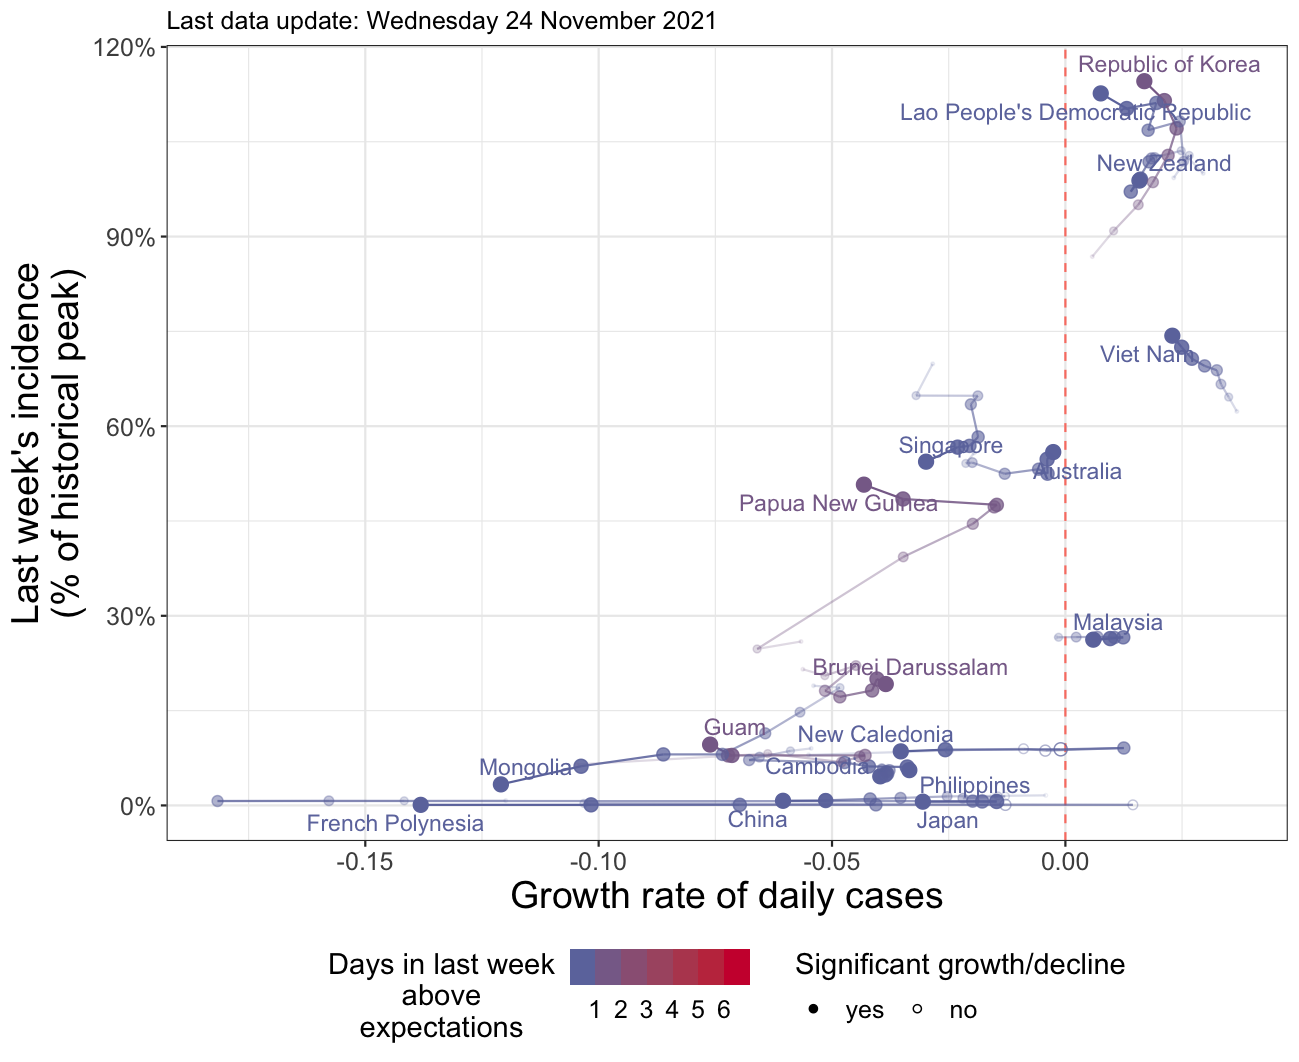 Last data update: Wednesday 24 November 2021
120%
90%
60%
30%
0%
Last week's incidence
(% of historical peak)
Republic of Korea
Lao People's Democratic Republic
New Zealand
Viet Nam
Singapore
Australia
Papua New Guinea
Malaysia
Brunei Darussalam
Guam
New Caledonia
Mongolia
Cambodia
Philippines
French Polynesia
China
Japan
-0.15
-0.10
-0.05
0.00
Growth rate of daily cases
Days in last week
above
expectations
1 2 3 4 5 6
Significant growth/decline
yes
no